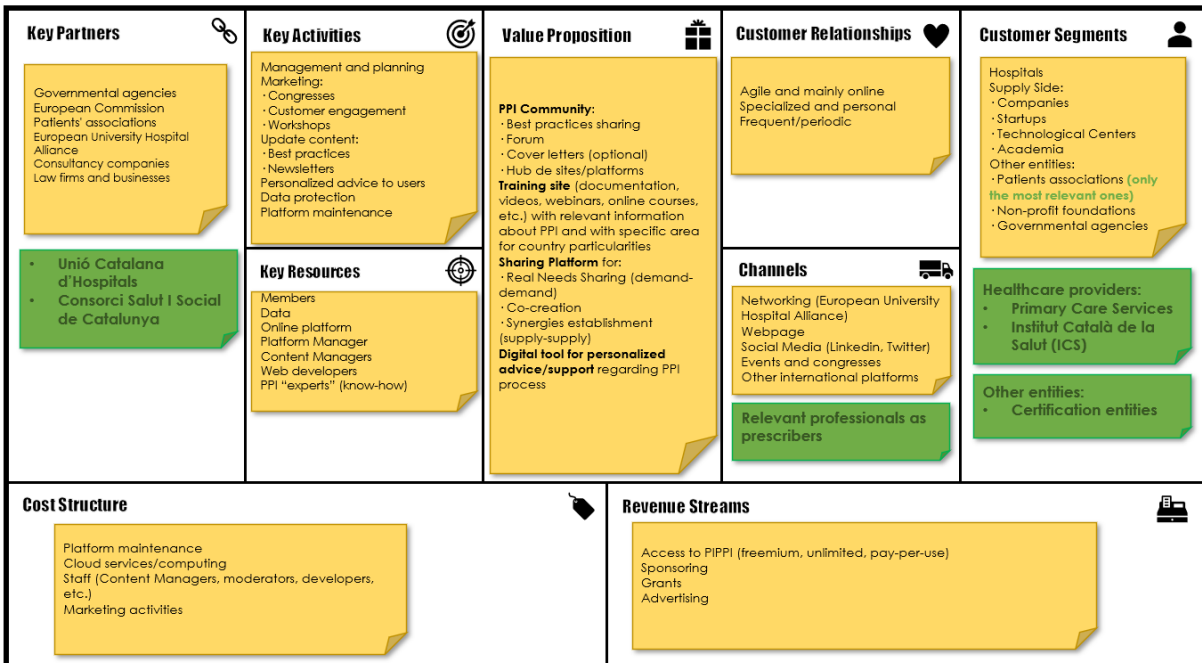 Key Partners
Governmental agencies
European Commission
Patients' associations
European University Hospital
Alliance
Consultancy companies
Law firms and businesses
• Unió Catalana
d'Hospitals
• Consorci Salut I Social
de Catalunya
Key Activities
Management and planning
Marketing:
· Congresses
· Customer engagement
· Workshops
Update content:
· Best practices
· Newsletters
Personalized advice to users
Data protection
Platform maintenance
Key Resources
Members
Data
Online platform
Platform Manager
Content Managers
Web developers
PPI "experts" (know-how)
Value Proposition
PPI Community:
· Best practices sharing
· Forum
· Cover letters (optional)
· Hub de sites/platforms
Training site (documentation,
videos, webinars, online courses,
etc.) with relevant information
about PPI and with specific area
for country particularities
Sharing Platform for:
· Real Needs Sharing (demand-
demand)
· Co-creation
· Synergies establishment
(supply-supply)
Digital tool for personalized
advice/support regarding PPI
process
Customer Relationships
Agile and mainly online
Specialized and personal
Frequent/periodic
Channels
Networking (European University
Hospital Alliance)
Webpage
Social Media (Linkedin, Twitter)
Events and congresses
Other international platforms
Relevant professionals as
prescribers
Customer Segments
Hospitals
Supply Side:
· Companies
· Startups
· Technological Centers
· Academia
Other entities:
· Patients associations (only
the most relevant ones)
· Non-profit foundations
· Governmental agencies
Healthcare providers:
• Primary Care Services
• Institut Català de la
Salut (ICS)
Other entities:
• Certification entities
Cost Structure
Platform maintenance
Cloud services/computing
Staff (Content Managers, moderators, developers,
etc.)
Marketing activities
Revenue Streams
Access to PIPPI (freemium, unlimited, pay-per-use)
Sponsoring
Grants
Advertising